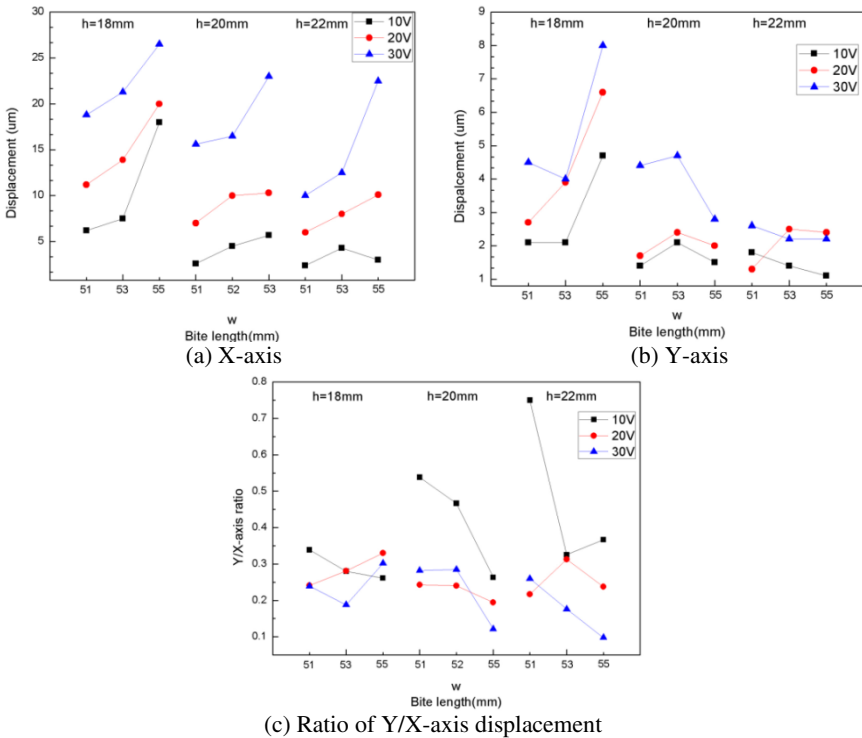 h=18mm h=20mm h=22mm
10V
20V
30V
30
25
20
15
10
5
Displacement (um)
51 53 55 51 52 53 51 53 55
w
Bite length(mm)
(a) X-axis
h=18mm h=20mm h=22mm
10V
20V
30V
9
8
7
6
5
4
3
2
1
Dispalcement (um)
51 53 55 51 53 55 51 53 55
w
Bite length(mm)
(b) Y-axis
h=18mm h=20mm h=22mm
10V
20V
30V
0.8
0.7
0.6
0.5
0.4
0.3
0.2
0.1
Y/X-axis ratio
51 53 55 51 52 55 51 53 55
w
Bite length(mm)
(c) Ratio of Y/X-axis displacement